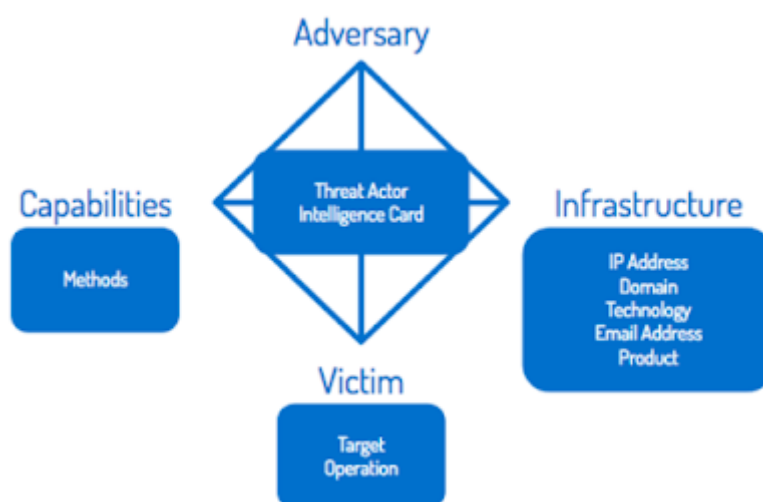 Adversary
Threat Actor
Intelligence Card
Capabilities
Methods
Infrastructure
IP Address
Domain
Technology
Email Address
Product
Victim
Target
Operation